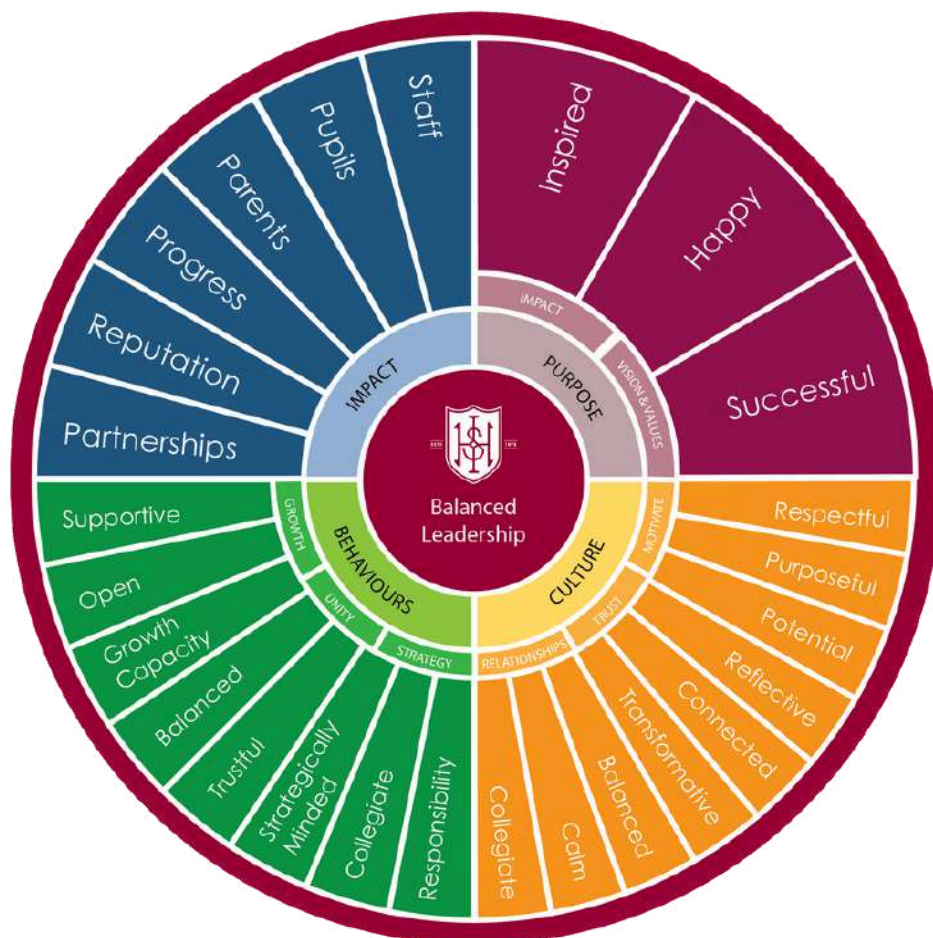 Balanced
Leadership
PURPOSE
IMPACT
VISION & VALUES
Inspired
Happy
Successful
CULTURE
MOTIVATE
TRUST
RELATIONSHIPS
Respectful
Purposeful
Potential
Reflective
Connected
Transformative
Balanced
Calm
Collegiate
BEHAVIOURS
STRATEGY
UNITY
GROWTH
Responsibility
Collegiate
Strategically
Minded
Trustful
Balanced
Growth
Capacity
Open
Supportive
IMPACT
Partnerships
Reputation
Progress
Parents
Pupils
Staff